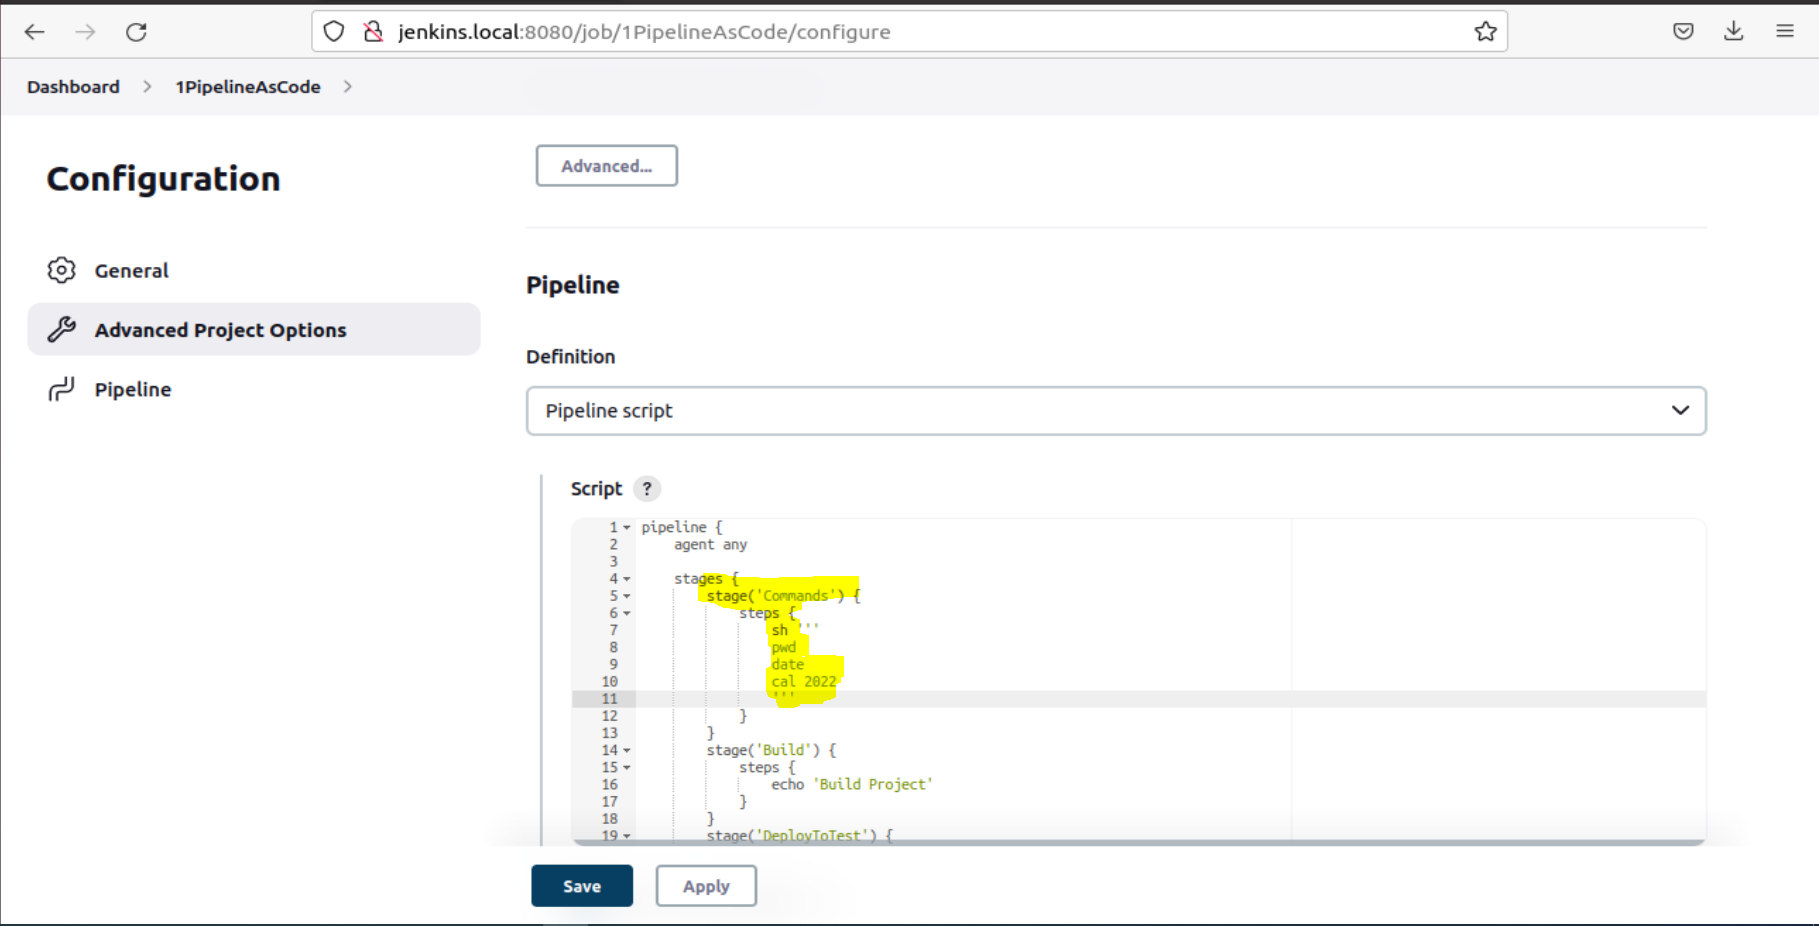 jenkins.local:8080/job/1PipelineAsCode/configure
Dashboard > 1PipelineAsCode >
Configuration
General
Advanced Project Options
Pipeline
Advanced...
Pipeline
Definition
Pipeline script
Script ?
1 pipeline {
2     agent any
3
4     stages {
5         stage('Commands') {
6             steps {
7                 sh '''
8                 pwd
9                 date
10                 cal 2022
11                 '''
12             }
13         }
14         stage('Build') {
15             steps {
16                 echo 'Build Project'
17             }
18         }
19         stage('DeployToTest') {
Save
Apply